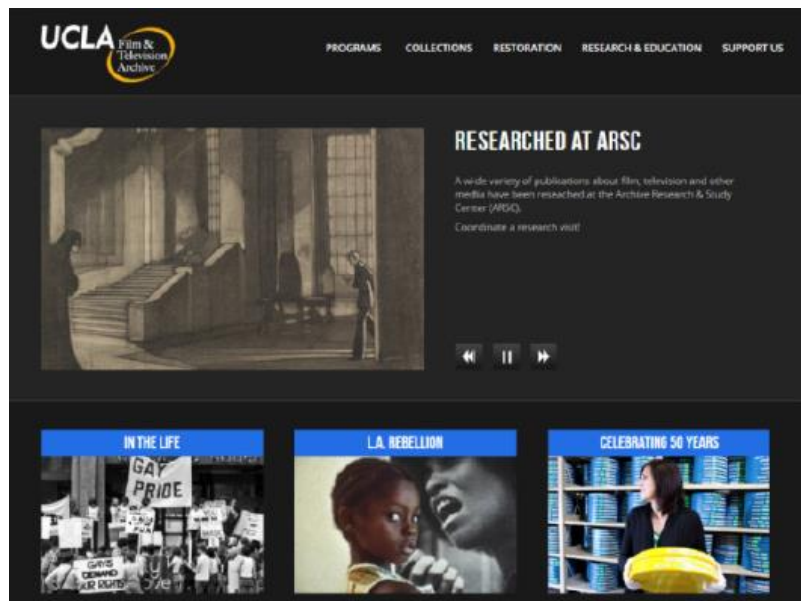 UCLA Film &
Television
Archive
PROGRAMS COLLECTIONS RESTORATION RESEARCH & EDUCATION SUPPORT US
RESEARCHED AT ARSC
A wide variety of publications about film, television and other
media have been reseached at the Archive Research & Study
Center (ARSC).
Coordinate a research visit!
IN THE LIFE L.A. REBELLION CELEBRATING 50 YEARS
GAY
PRIDE
GAYS
DEMAND
OUR RIGHTS